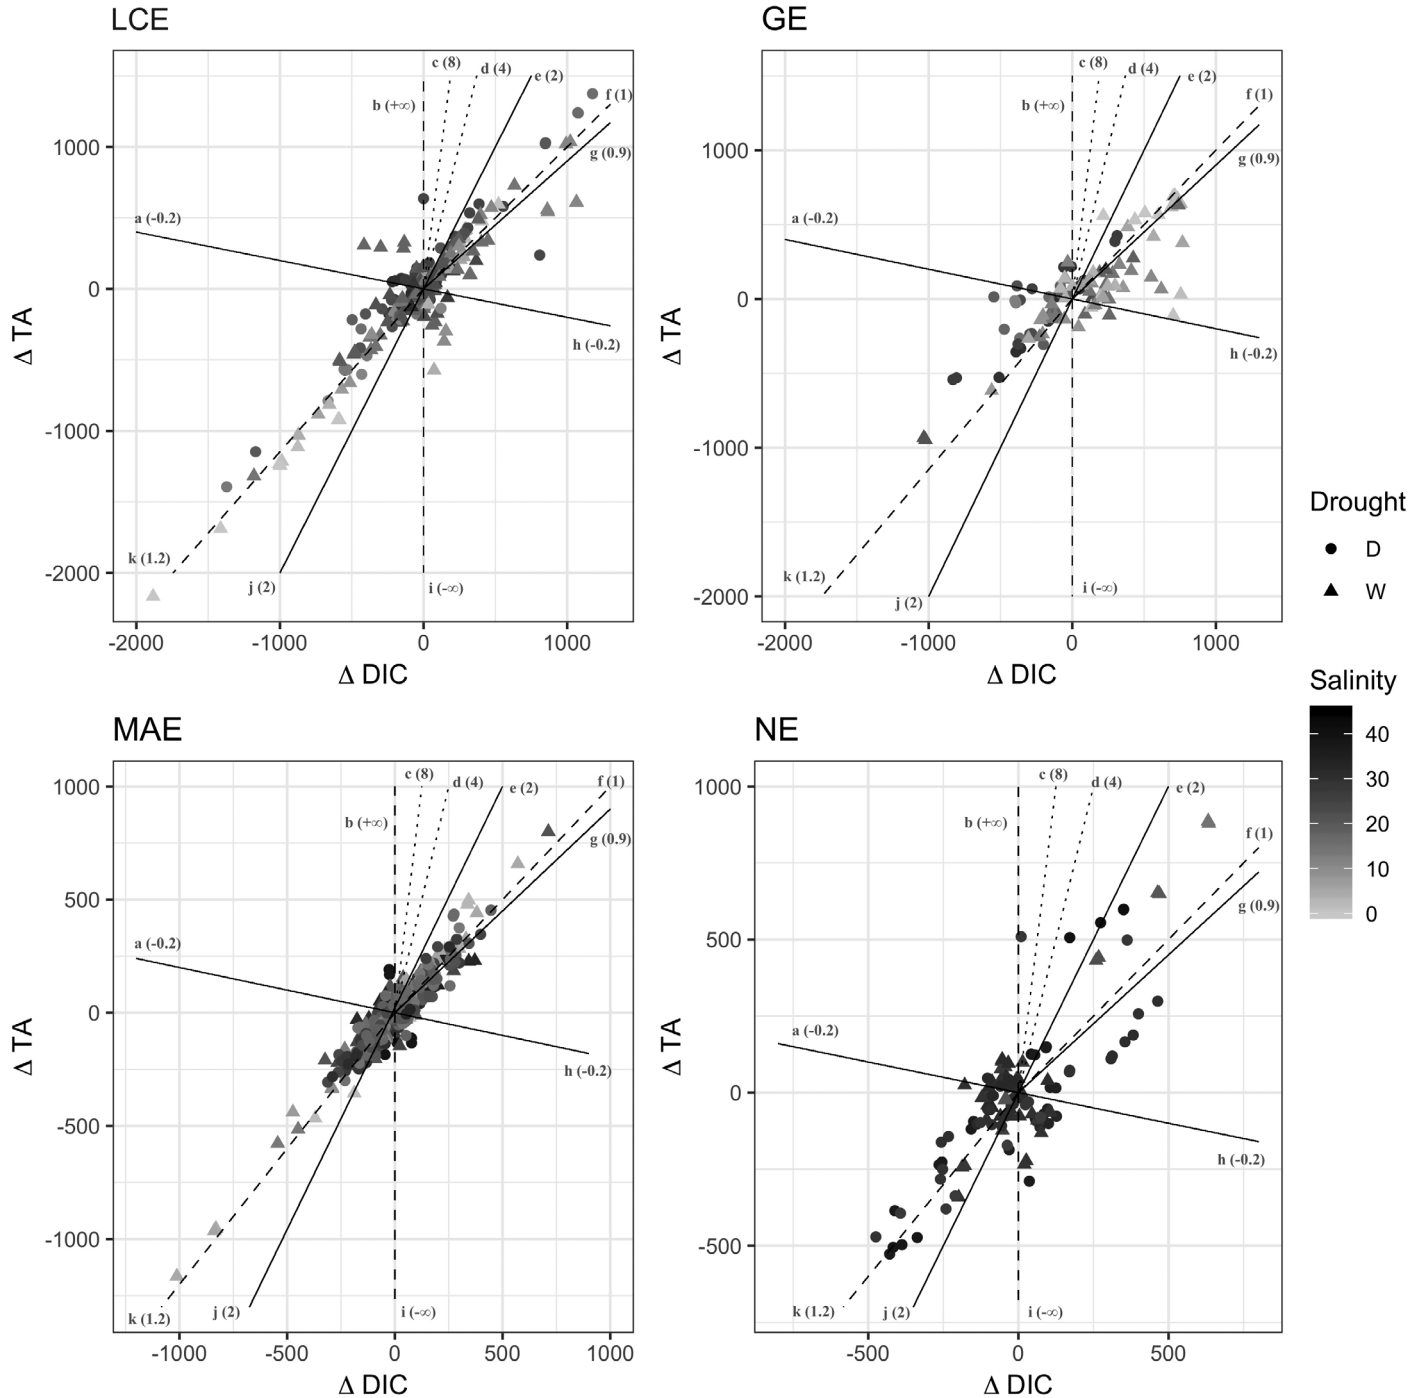 LCE
c (8)
d (4)
e (2)
b (+∞)
f (1)
g (0.9)
a (-0.2)
h (-0.2)
k (1.2)
j (2)
i (-∞)
1000
0
-1000
-2000
Δ TA
-2000
-1000
0
1000
Δ DIC
GE
c (8)
d (4)
e (2)
b (+∞)
f (1)
g (0.9)
a (-0.2)
h (-0.2)
k (1.2)
j (2)
i (-∞)
1000
0
-1000
-2000
Δ TA
-2000
-1000
0
1000
Δ DIC
Drought
D
W
Salinity
40
30
20
10
0
MAE
c (8)
d (4)
e (2)
f (1)
b (+∞)
g (0.9)
a (-0.2)
h (-0.2)
k (1.2)
j (2)
i (-∞)
1000
500
0
-500
-1000
Δ TA
-1000
-500
0
500
1000
Δ DIC
NE
c (8)
d (4)
e (2)
b (+∞)
f (1)
g (0.9)
a (-0.2)
h (-0.2)
k (1.2)
j (2)
i (-∞)
1000
500
0
-500
Δ TA
-500
0
500
Δ DIC